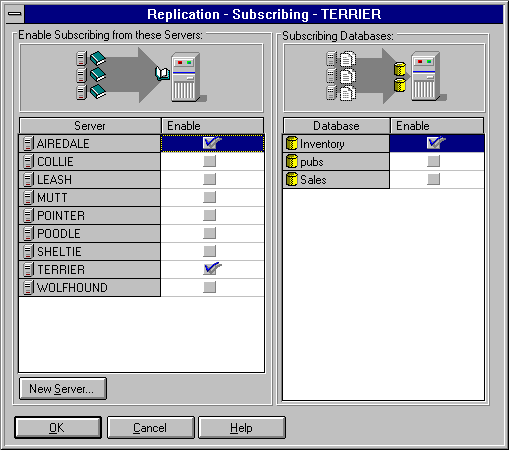 Replication - Subscribing - TERRIER
Enable Subscribing from these Servers:
Server Enable
AIREDALE
COLLIE
LEASH
MUTT
POINTER
POODLE
SHELTIE
TERRIER
WOLFHOUND
New Server...
Subscribing Databases:
Database Enable
Inventory
pubs
Sales
OK Cancel Help